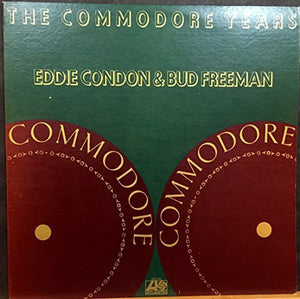 THE COMMODORE YEARS
EDDIE CONDON & BUD FREEMAN
COMMODORE
COMMODORE